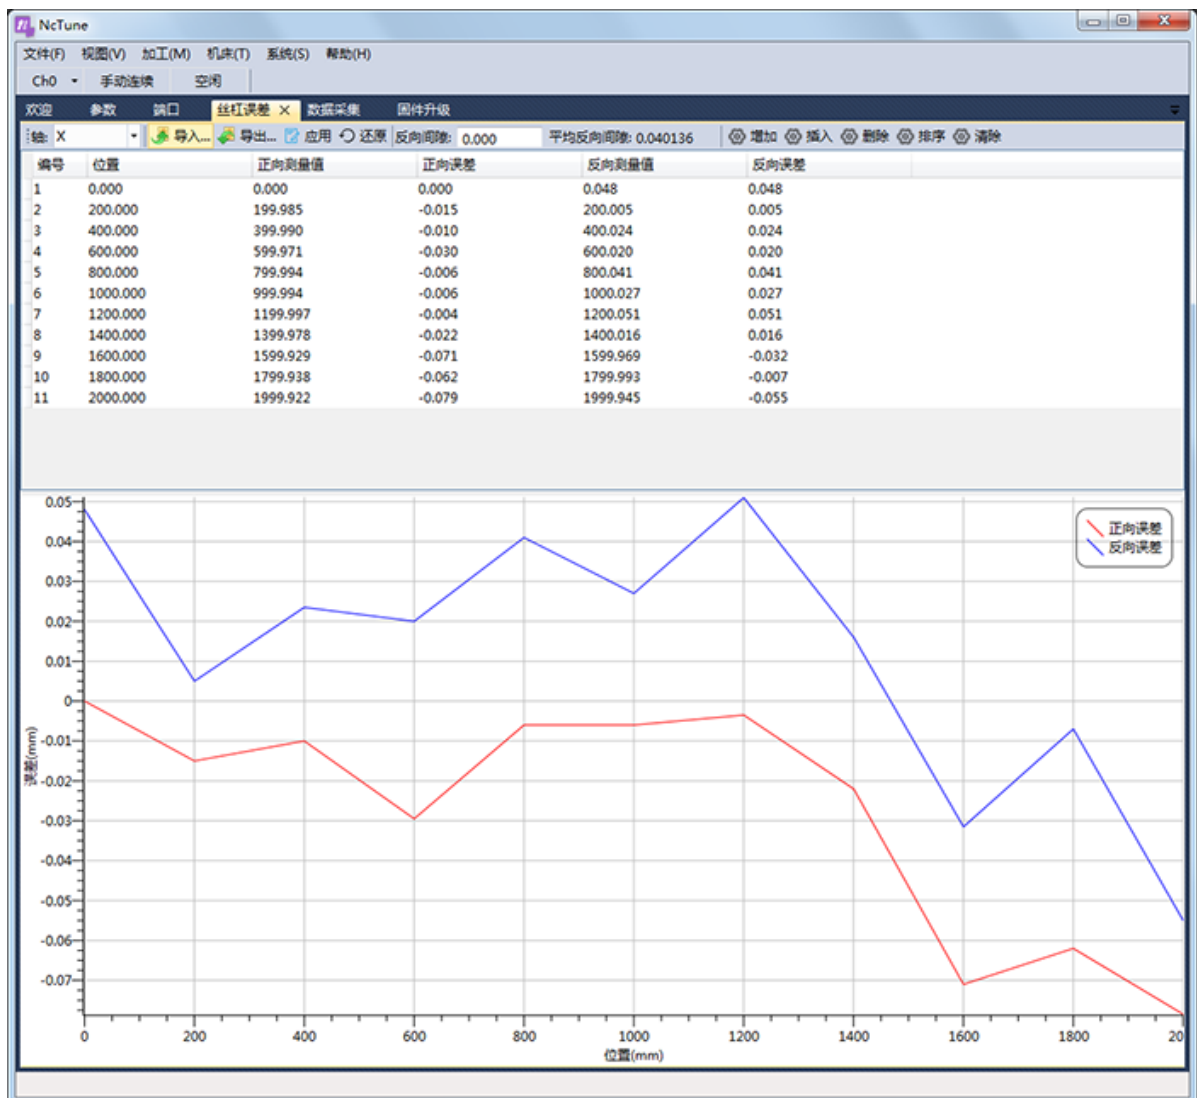 NcTune
文件(F) 视图(V) 加工(M) 机床(T) 系统(S) 帮助(H)
Ch0 手动连续 空闲
欢迎 参数 端口 丝杠误差 数据采集 固件升级
轴: X 导入... 导出... 应用 还原 反向间隙: 0.000 平均反向间隙: 0.040136 增加 插入 删除 排序 清除
编号 位置 正向测量值 正向误差 反向测量值 反向误差
1 0.000 0.000 0.000 0.048 0.048
2 200.000 199.985 -0.015 200.005 0.005
3 400.000 399.990 -0.010 400.024 0.024
4 600.000 599.971 -0.030 600.020 0.020
5 800.000 799.994 -0.006 800.041 0.041
6 1000.000 999.994 -0.006 1000.027 0.027
7 1200.000 1199.997 -0.004 1200.051 0.051
8 1400.000 1399.978 -0.022 1400.016 0.016
9 1600.000 1599.929 -0.071 1599.969 -0.032
10 1800.000 1799.938 -0.062 1799.993 -0.007
11 2000.000 1999.922 -0.079 1999.945 -0.055
0.05
正向误差
0.04
反向误差
0.03
0.02
0.01
0
-0.01
误差(mm)
-0.02
-0.03
-0.04
-0.05
-0.06
-0.07
0 200 400 600 800 1000 1200 1400 1600 1800 20
位置(mm)